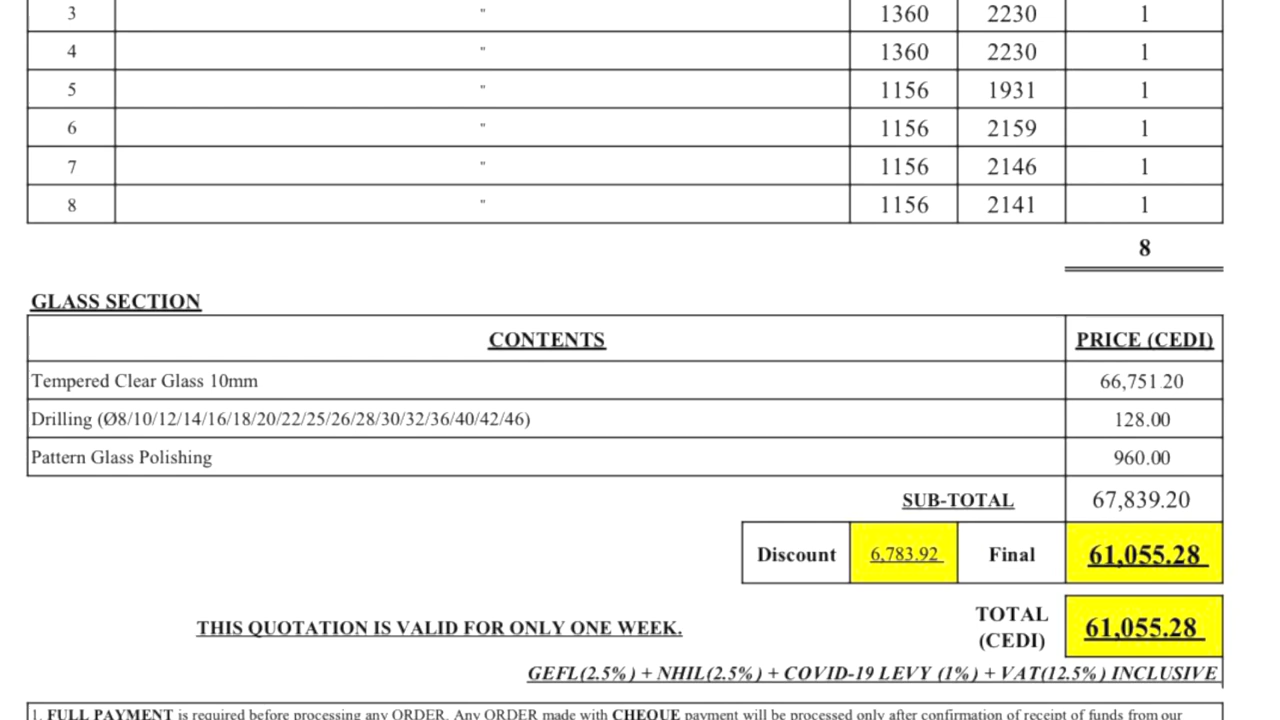 3 " 1360 2230 1
4 " 1360 2230 1
5 " 1156 1931 1
6 " 1156 2159 1
7 " 1156 2146 1
8 " 1156 2141 1
8
GLASS SECTION
CONTENTS PRICE (CEDI)
Tempered Clear Glass 10mm 66,751.20
Drilling (Ø8/10/12/14/16/18/20/22/25/26/28/30/32/36/40/42/46) 128.00
Pattern Glass Polishing 960.00
SUB-TOTAL 67,839.20
Discount 6,783.92 Final 61,055.28
THIS QUOTATION IS VALID FOR ONLY ONE WEEK. TOTAL (CEDI) 61,055.28
GEFL(2.5%) + NHIL(2.5%) + COVID-19 LEVY (1%) + VAT(12.5%) INCLUSIVE
1. FULL PAYMENT is required before processing any ORDER. Any ORDER made with CHEQUE payment will be processed only after confirmation of receipt of funds from our